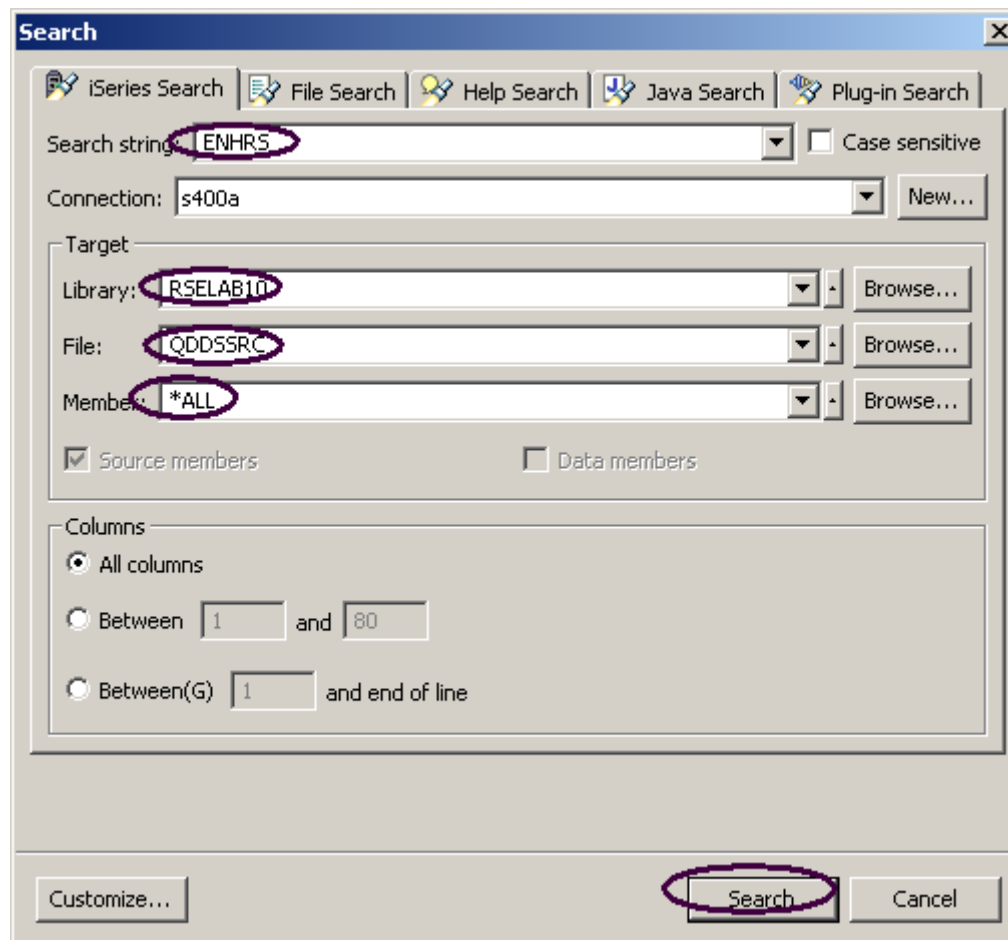 Search
iSeries Search File Search Help Search Java Search Plug-in Search
Search string: ENHRS Case sensitive
Connection: s400a New...
Target
Library: RSELAB10 Browse...
File: QDDSSRC Browse...
Member: *ALL Browse...
Source members Data members
Columns
All columns
Between 1 and 80
Between(G) 1 and end of line
Customize... Search Cancel